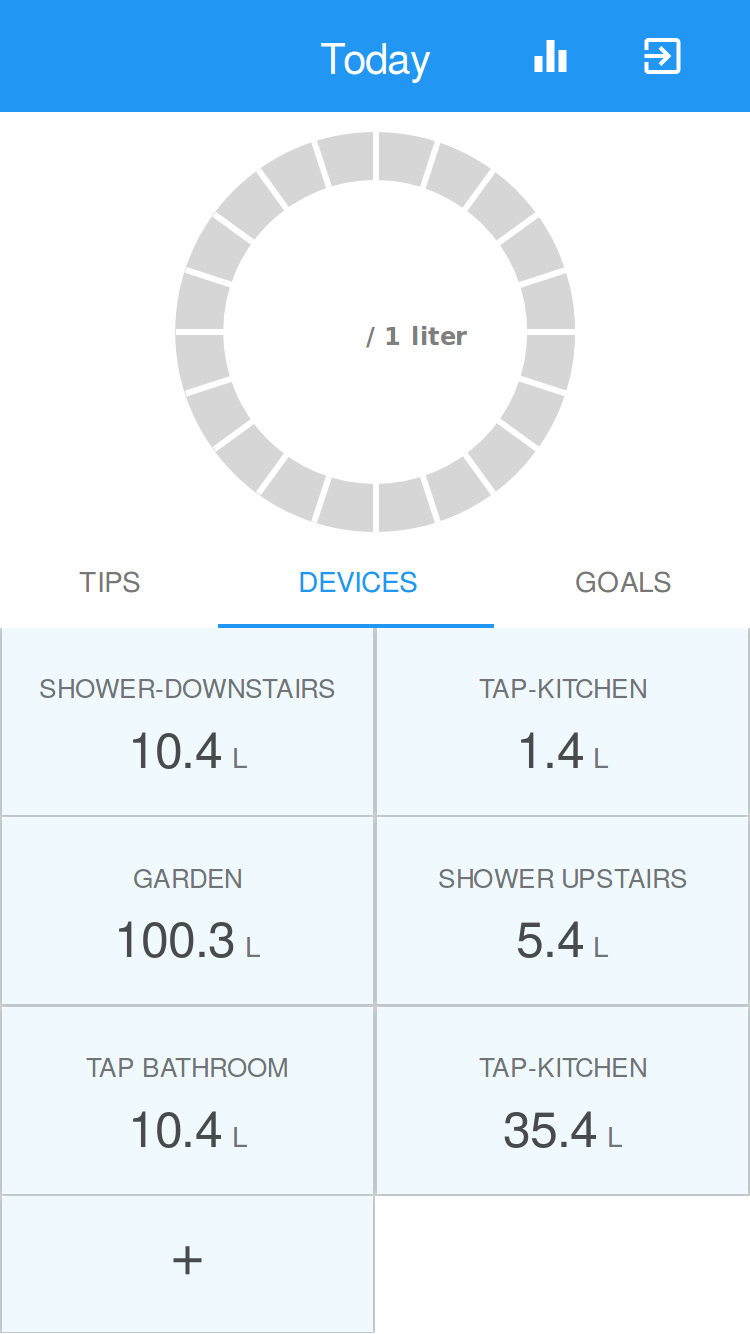 Today
/ 1 liter
TIPS DEVICES GOALS
SHOWER-DOWNSTAIRS TAP-KITCHEN
10.4 L 1.4 L
GARDEN SHOWER UPSTAIRS
100.3 L 5.4 L
TAP BATHROOM TAP-KITCHEN
10.4 L 35.4 L
+